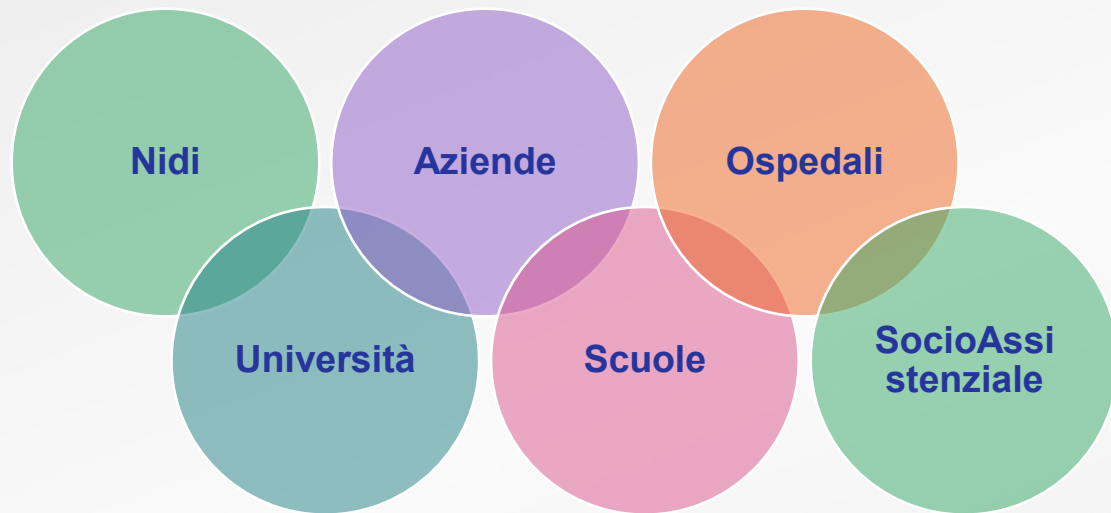 Nidi
Aziende
Ospedali
Università
Scuole
SocioAssi
stenziale